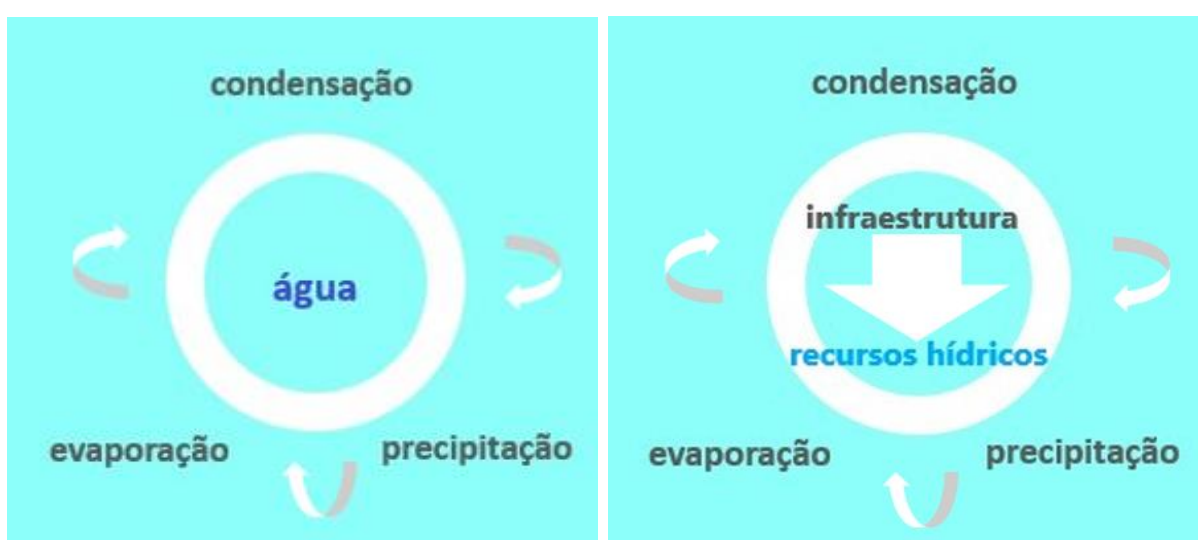 condensação
água
evaporação
precipitação
condensação
infraestrutura
recursos hídricos
evaporação
precipitação